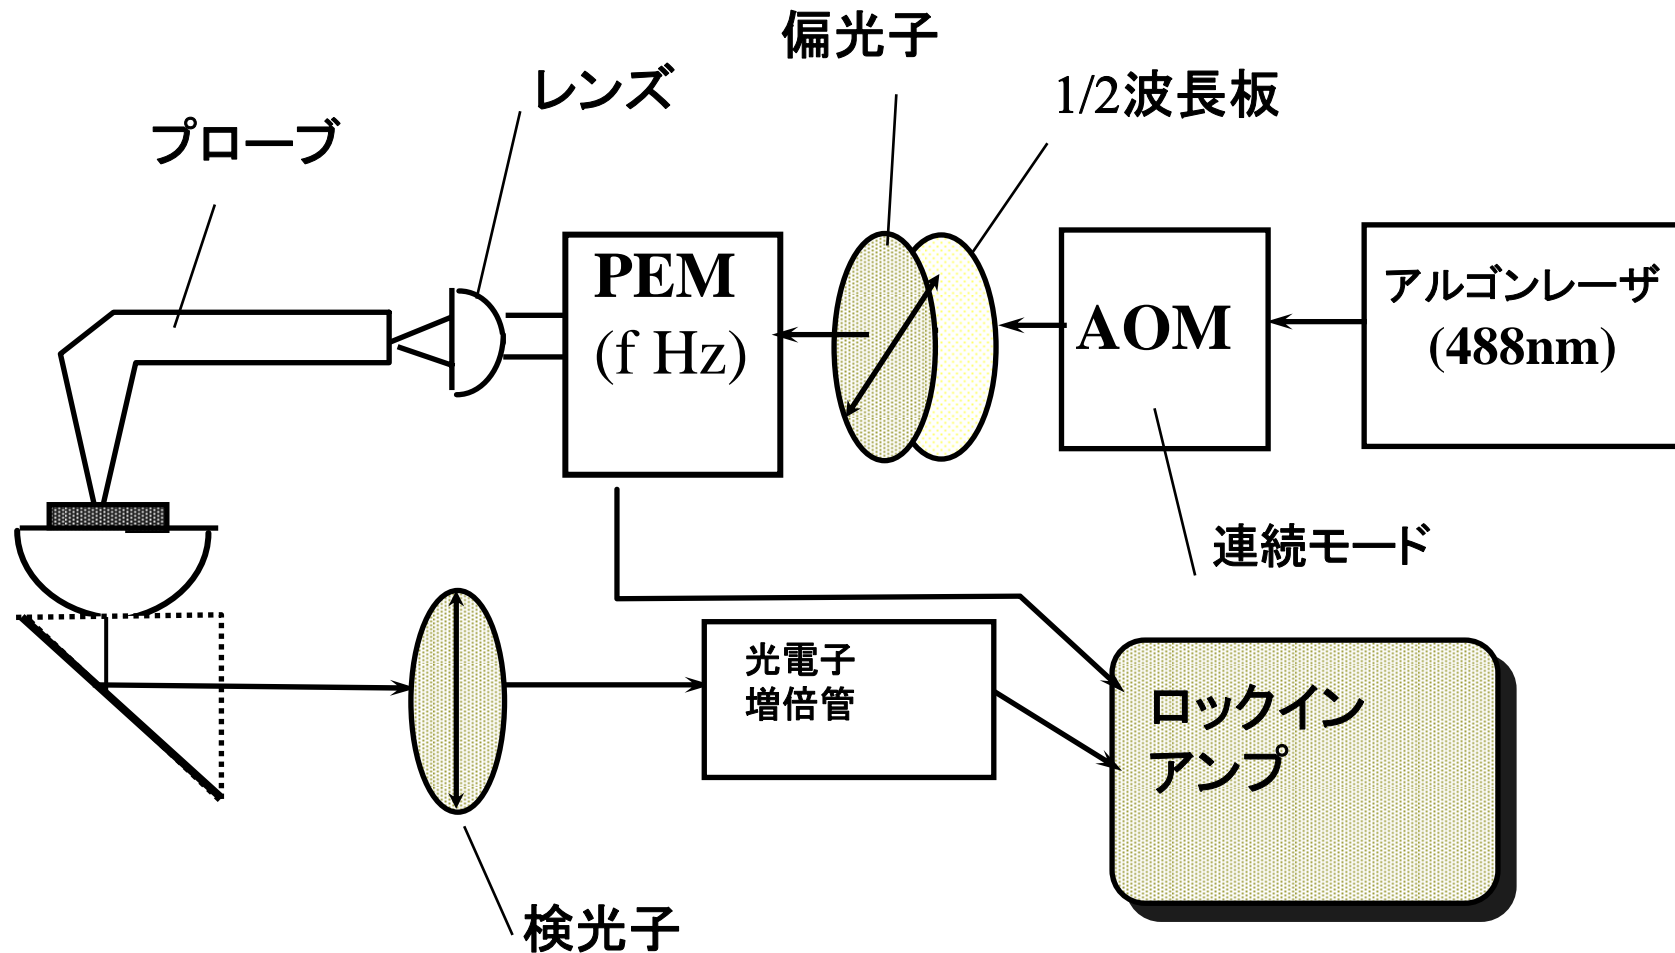 偏光子
レンズ
1/2波長板
プローブ
PEM
(f Hz)
AOM
アルゴンレーザ
(488nm)
連続モード
光電子
増倍管
ロックイン
アンプ
検光子